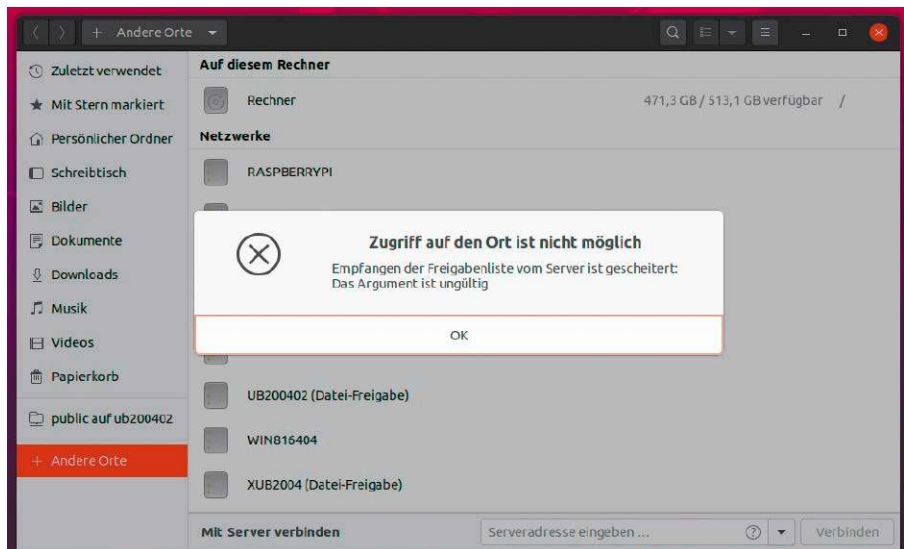 + Andere Orte
Zuletzt verwendet
Mit Stern markiert
Persönlicher Ordner
Schreibtisch
Bilder
Dokumente
Downloads
Musik
Videos
Papierkorb
public auf ub200402
+ Andere Orte
Auf diesem Rechner
Rechner 471,3 GB / 513,1 GB verfügbar /
Netzwerke
RASPBERRYPI
Zugriff auf den Ort ist nicht möglich
Empfangen der Freigabenliste vom Server ist gescheitert:
Das Argument ist ungültig
OK
UB200402 (Datei-Freigabe)
WIN816404
XUB2004 (Datei-Freigabe)
Mit Server verbinden Serveradresse eingeben ... ? Verbinden